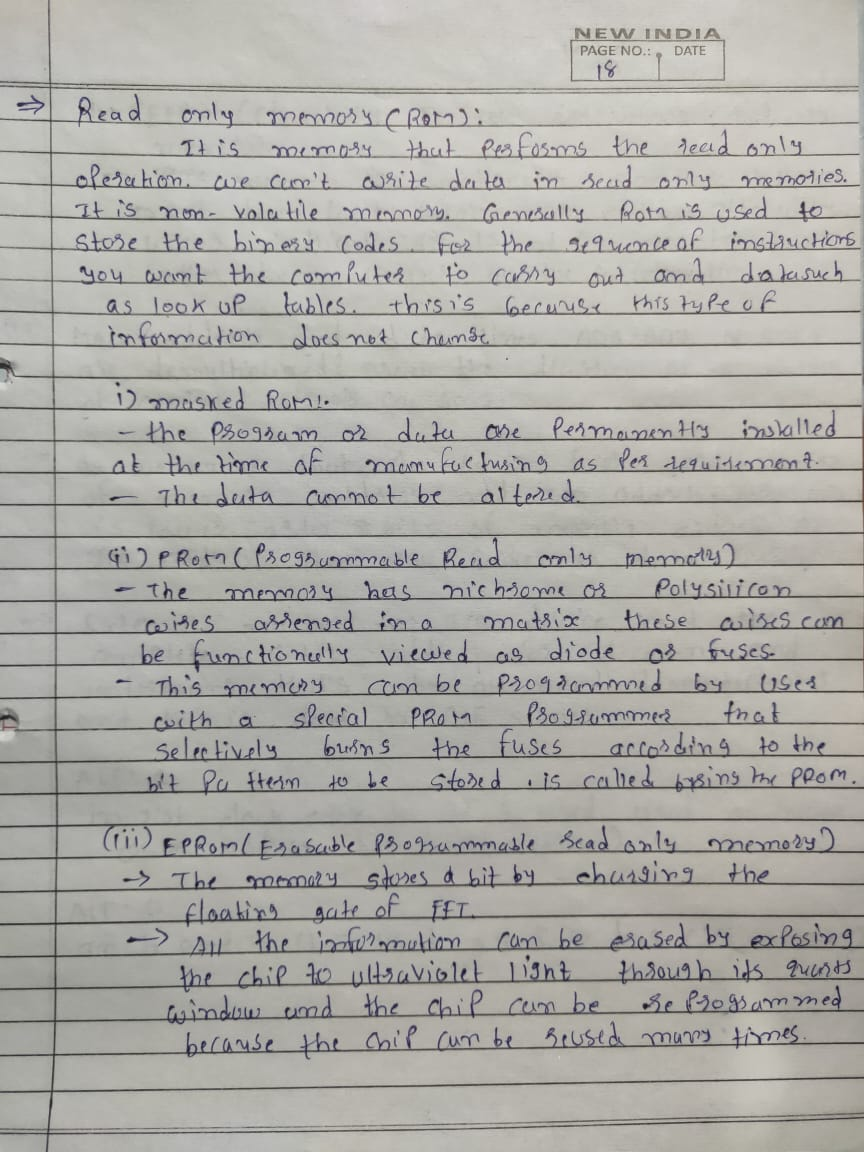 NEW INDIA
PAGE NO.: DATE
18
⇒ Read only memory (ROM):
It is memory that performs the read only
operation. we can't write data in read only memories.
It is non-volatile memory. Generally Rom is used to
store the binary codes. For the sequence of instructions
you want the computer to carry out and data such
as look up tables. this is because this type of
information does not change
i) masked ROM:-
- the program or data are permanently installed
at the time of manufacturing as per requirement.
- The data cannot be altered.
(ii) PROM (Programmable Read only memory)
- The memory has nichrome or Polysilicon
wires arrenged in a matrix these wires can
be functionally viewed as diode or fuses.
- This memory can be programmed by user
with a special PROM Programmer that
selectively burns the fuses according to the
bit Pattern to be stored. is called the PROM.
(iii) EPROM (Erasable Programmable Read only memory)
→ The memory stores a bit by charging the
floating gate of FET.
→ All the information can be erased by exposing
the chip to ultraviolet light through its quarts
window and the chip can be reprogrammed
because the chip can be reused many times.